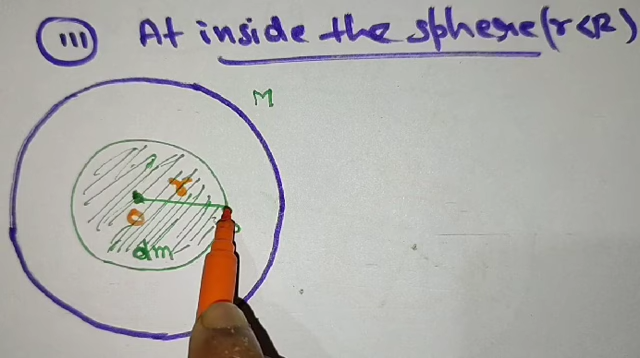 (iii) At inside the sphere (r<R)
M
r
O
dm